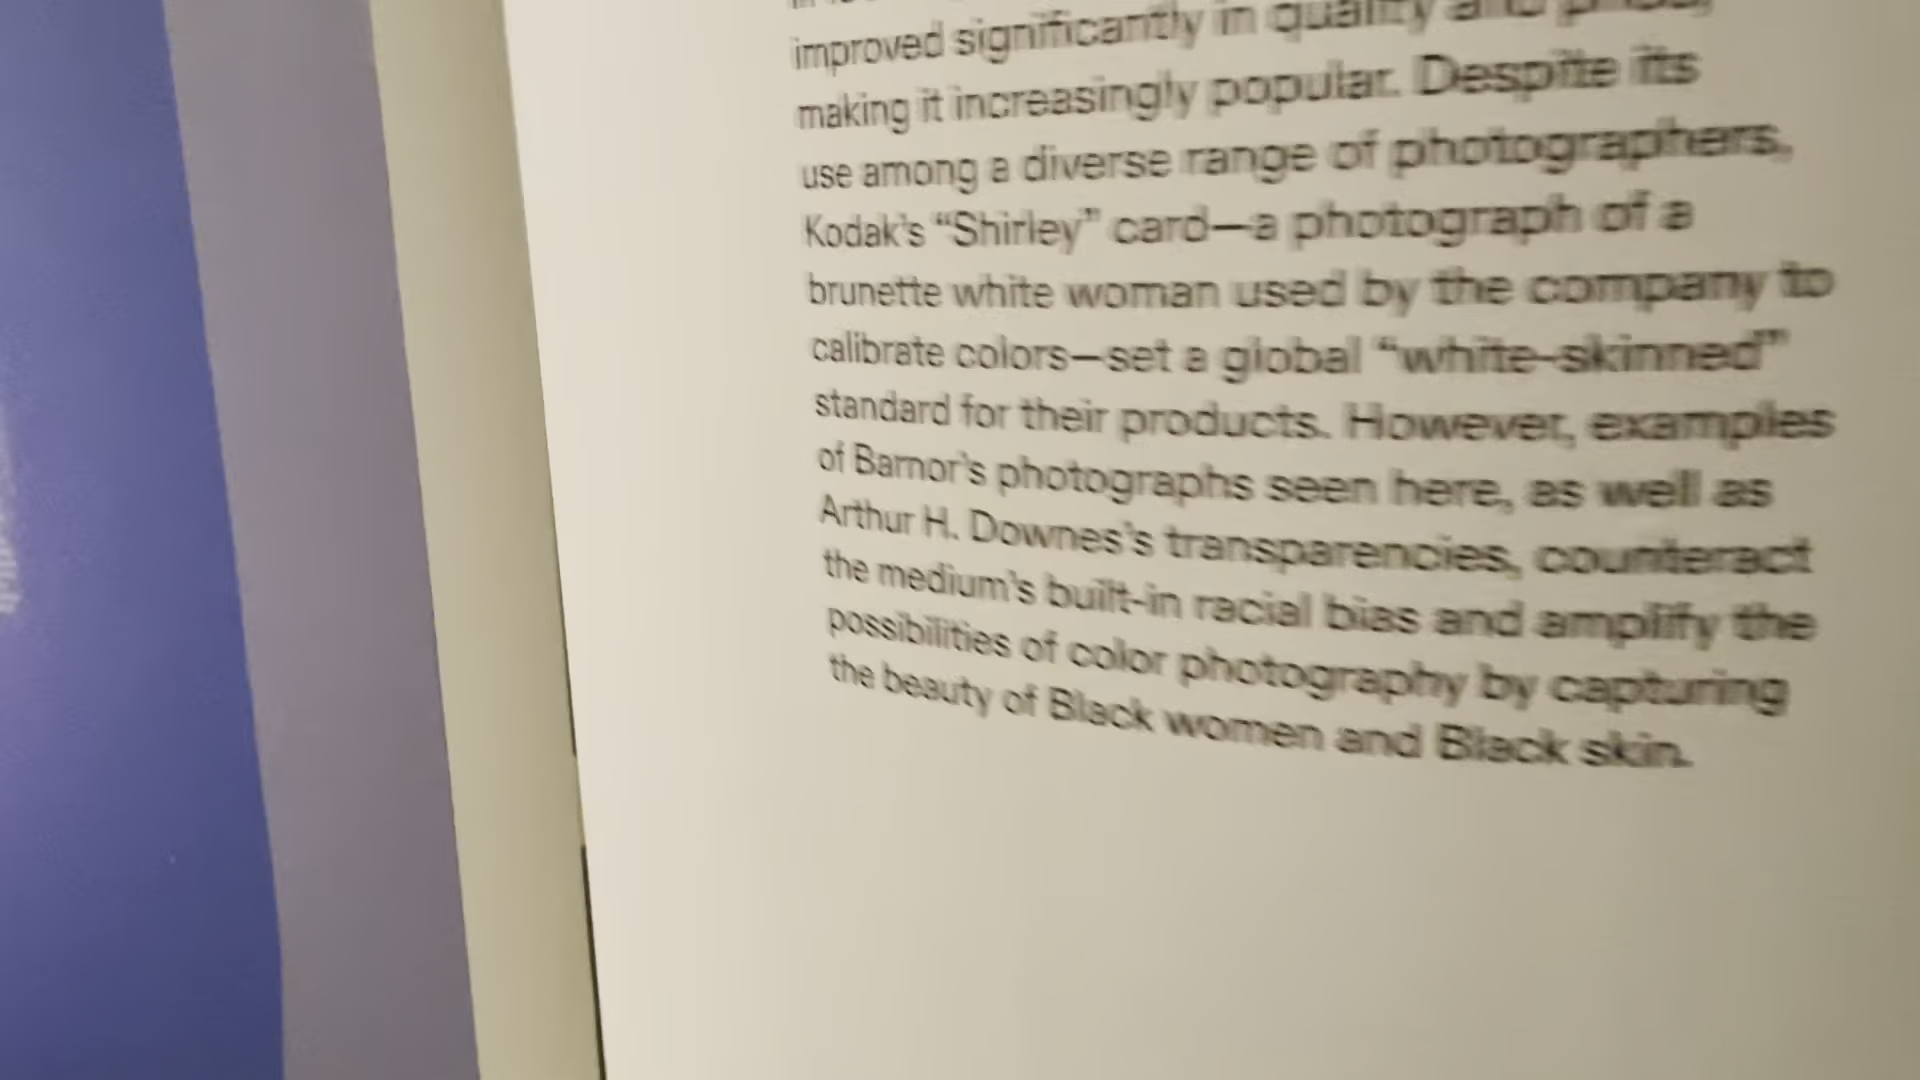 improved significantly in quality and price,
making it increasingly popular. Despite its
use among a diverse range of photographers,
Kodak’s “Shirley” card—a photograph of a
brunette white woman used by the company to
calibrate colors—set a global “white-skinned”
standard for their products. However, examples
of Barnor’s photographs seen here, as well as
Arthur H. Downes’s transparencies, counteract
the medium’s built-in racial bias and amplify the
possibilities of color photography by capturing
the beauty of Black women and Black skin.